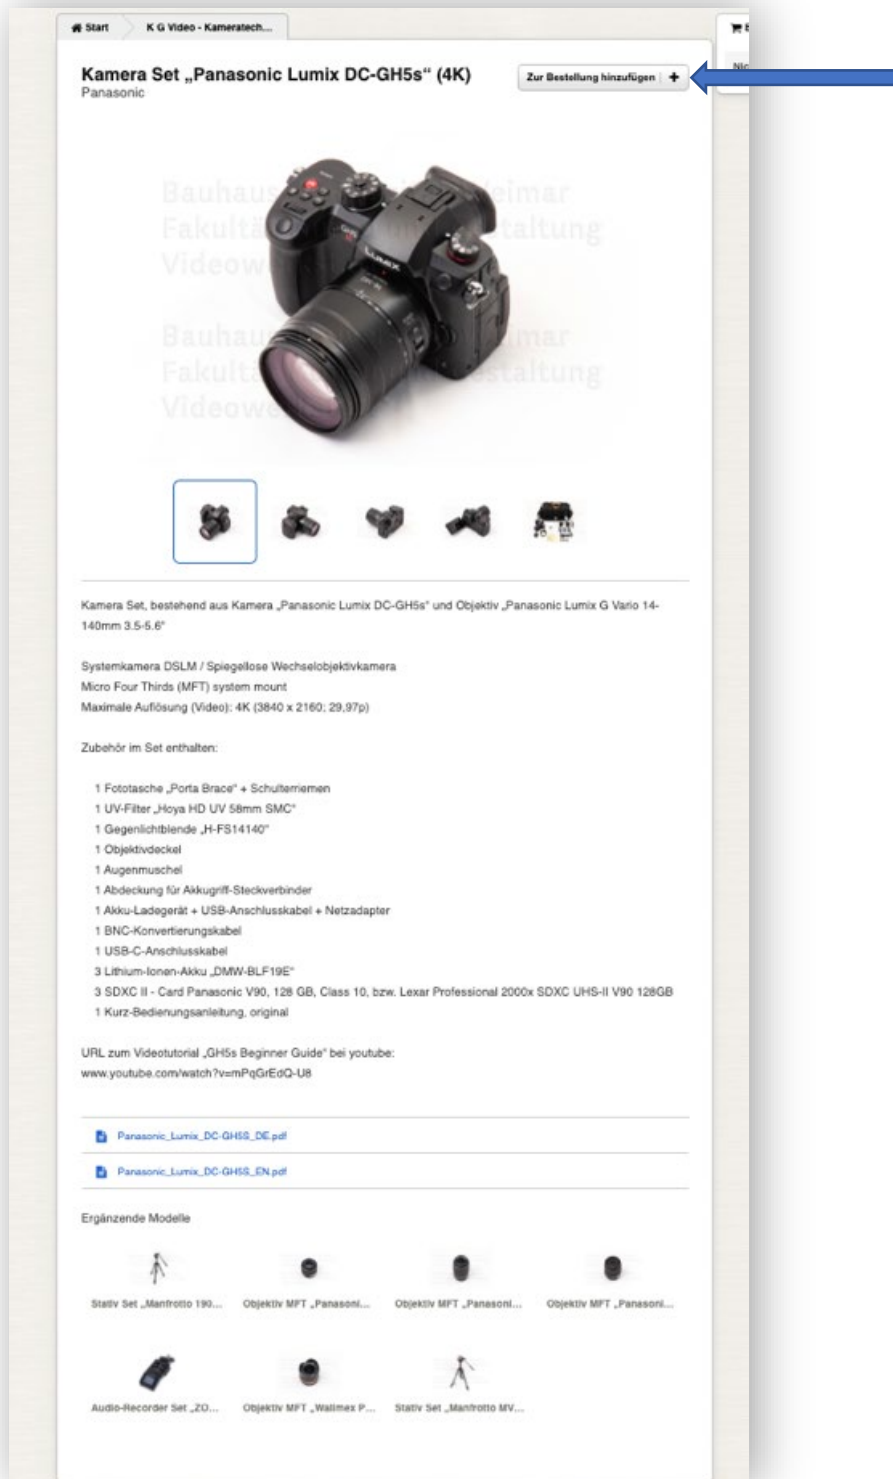 Start
K G Video - Kameratech...
Kamera Set „Panasonic Lumix DC-GH5s“ (4K)
Zur Bestellung hinzufügen | +
Panasonic
LUMIX
Kamera Set, bestehend aus Kamera „Panasonic Lumix DC-GH5s“ und Objektiv „Panasonic Lumix G Vario 14-
140mm 3.5-5.6“
Systemkamera DSLM / Spiegellose Wechselobjektivkamera
Micro Four Thirds (MFT) system mount
Maximale Auflösung (Video): 4K (3840 x 2160; 29,97p)
Zubehör im Set enthalten:
1 Fototasche „Porta Brace“ + Schulterriemen
1 UV-Filter „Hoya HD UV 58mm SMC“
1 Gegenlichtblende „H-FS14140“
1 Objektivdeckel
1 Augenmuschel
1 Abdeckung für Akkugriff-Steckverbinder
1 Akku-Ladegerät + USB-Anschlusskabel + Netzadapter
1 BNC-Konvertierungskabel
1 USB-C-Anschlusskabel
3 Lithium-Ionen-Akku „DMW-BLF19E“
3 SDXC II - Card Panasonic V90, 128 GB, Class 10, bzw. Lexar Professional 2000x SDXC UHS-II V90 128GB
1 Kurz-Bedienungsanleitung, original
URL zum Videotutorial „GH5s Beginner Guide“ bei youtube:
www.youtube.com/watch?v=mPqGrEdQ-U8
Panasonic_Lumix_DC-GH5S_DE.pdf
Panasonic_Lumix_DC-GH5S_EN.pdf
Ergänzende Modelle
Stativ Set „Manfrotto 190...
Objektiv MFT „Panasoni...
Objektiv MFT „Panasoni...
Objektiv MFT „Panasoni...
Audio-Recorder Set „ZO...
Objektiv MFT „Walimex P...
Stativ Set „Manfrotto MV...